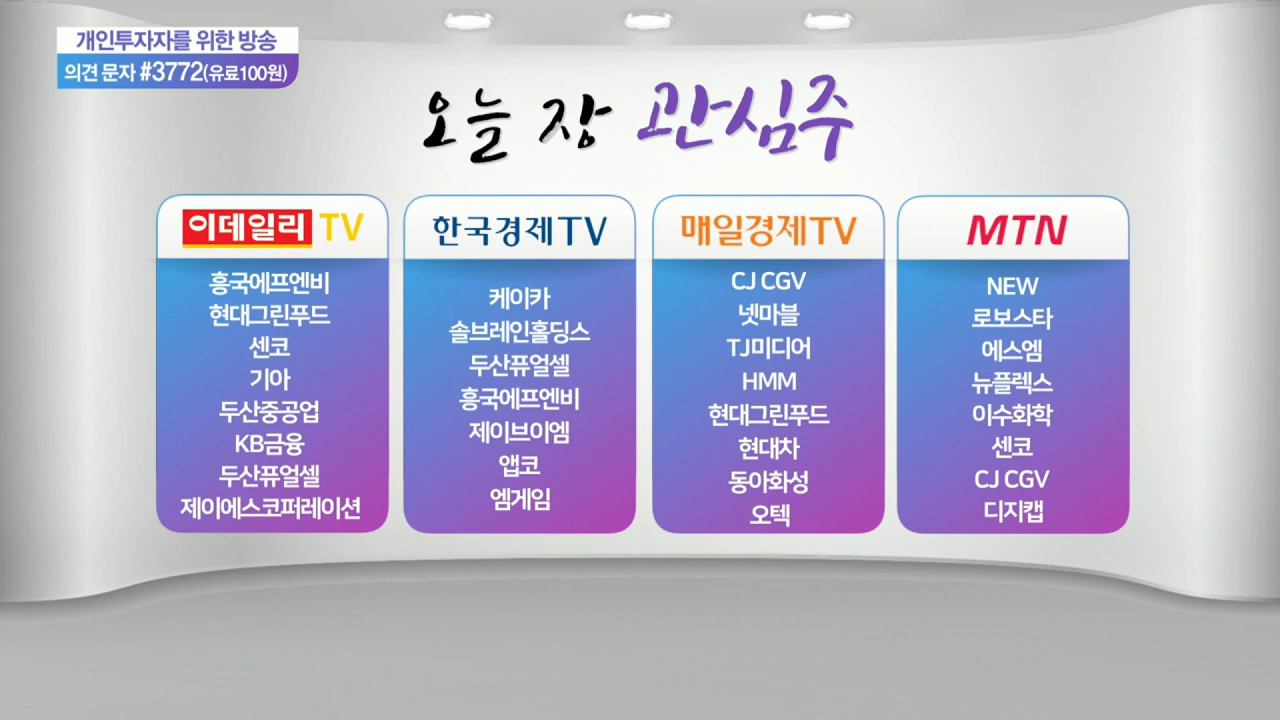 개인투자자를 위한 방송
의견 문자 #3772(유료100원)
오늘 장 관심주
이데일리 TV
흥국에프엔비
현대그린푸드
센코
기아
두산중공업
KB금융
두산퓨얼셀
제이에스코퍼레이션
한국경제TV
케이카
솔브레인홀딩스
두산퓨얼셀
흥국에프엔비
제이브이엠
앱코
엠게임
매일경제TV
CJ CGV
넷마블
TJ미디어
HMM
현대그린푸드
현대차
동아화성
오텍
MTN
NEW
로보스타
에스엠
뉴플렉스
이수화학
센코
CJ CGV
디지캡